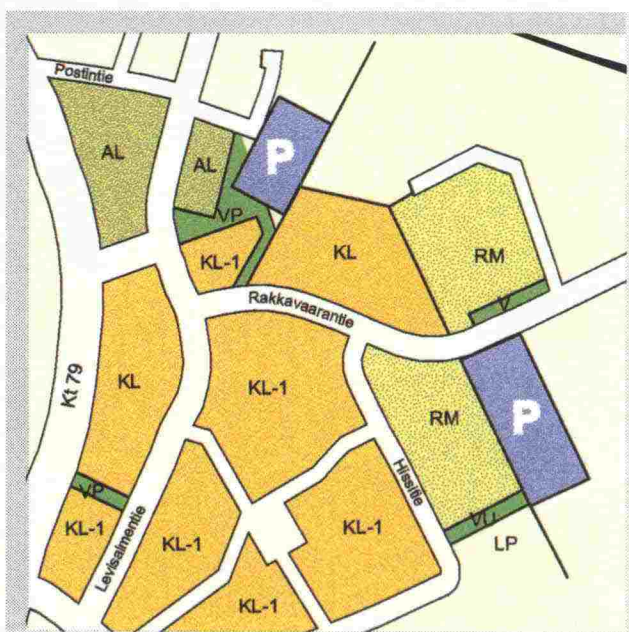 Postintie
AL
AL
P
VP
KL-1
KL
RM
V
Rakkavaarantie
Kt 79
KL
KL-1
RM
P
VP
KL-1
Levisalmentie
KL-1
KL-1
Hissitie
VL
LP
KL-1